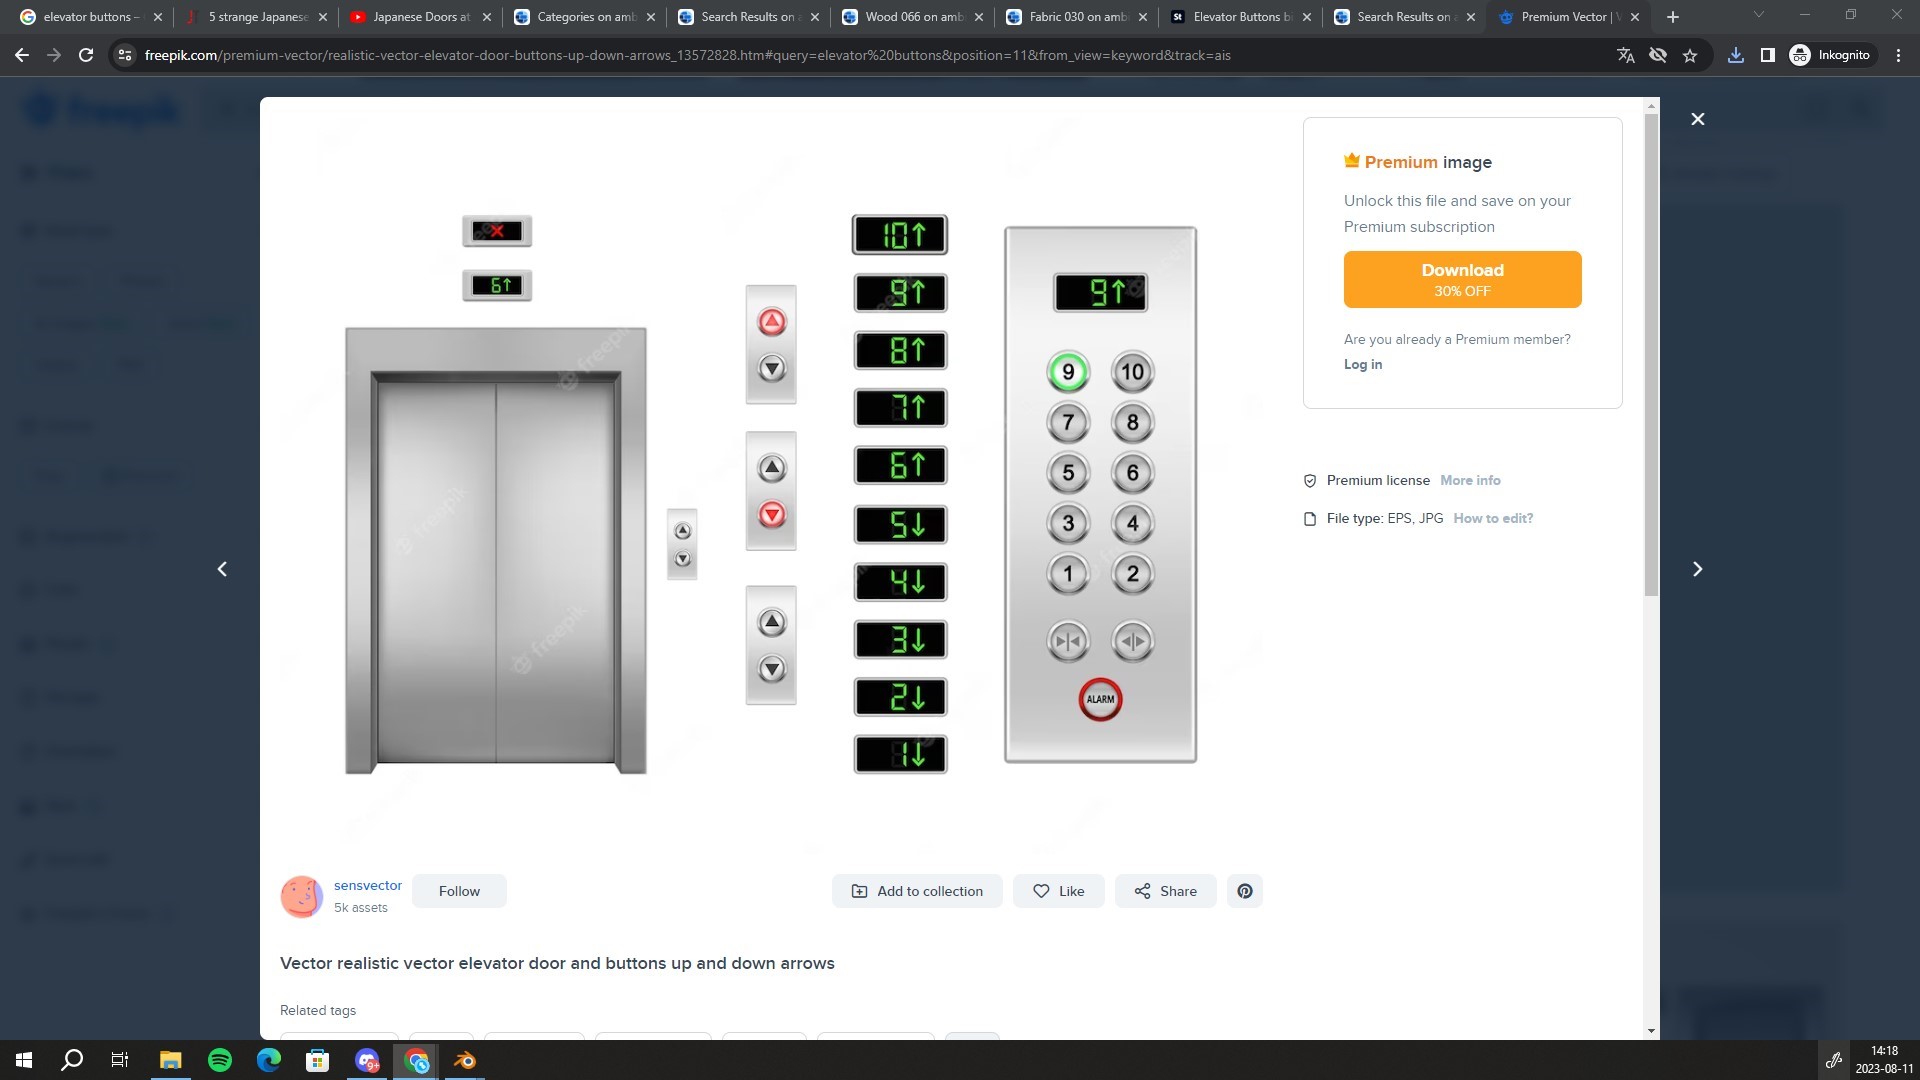 elevator buttons –
5 strange Japanese
Japanese Doors at
Categories on amb
Search Results on a
Wood 066 on amb
Fabric 030 on amb
Elevator Buttons bi
Search Results on a
Premium Vector | V
freepik.com/premium-vector/realistic-vector-elevator-door-buttons-up-down-arrows_13572828.htm#query=elevator%20buttons&position=11&from_view=keyword&track=ais
Inkognito
freepik
Premium image
Unlock this file and save on your
Premium subscription
Download
30% OFF
Are you already a Premium member?
Log in
Premium license More info
File type: EPS, JPG How to edit?
X
6↑
10↑
9↑
8↑
7↑
6↑
5↓
4↓
3↓
2↓
1↓
9↑
9 10
7 8
5 6
3 4
1 2
ALARM
freepik
freepik
freepik
sensvector
5k assets
Follow
Add to collection
Like
Share
Vector realistic vector elevator door and buttons up and down arrows
Related tags
9+
14:18
2023-08-11